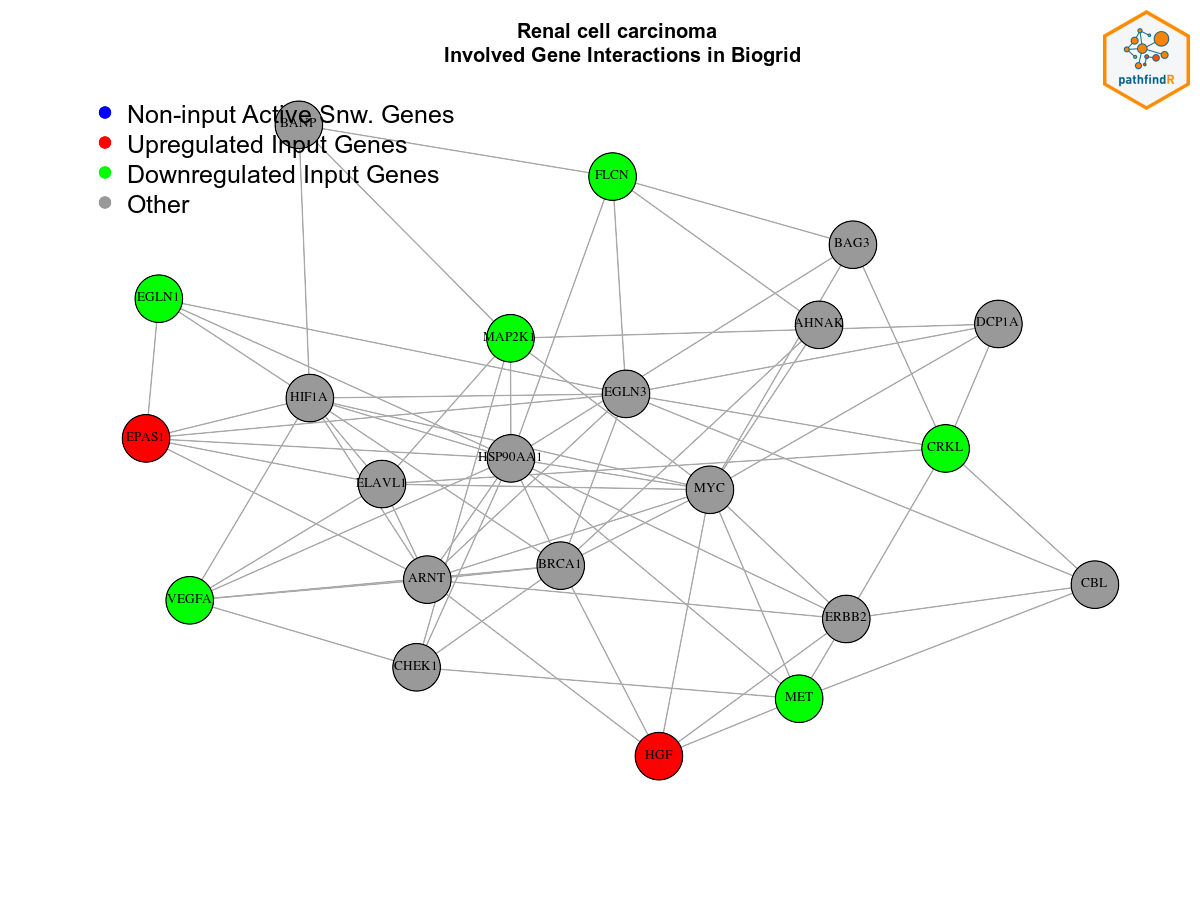 Renal cell carcinoma
Involved Gene Interactions in Biogrid
pathfindR
Non-input Active Snw. Genes
Upregulated Input Genes
Downregulated Input Genes
Other
BANP
FLCN
BAG3
EGLN1
MAP2K1
AHNAK
DCP1A
HIF1A
EGLN3
EPAS1
HSP90AA1
CRKL
ELAVL1
MYC
ARNT
BRCA1
CBL
VEGFA
ERBB2
CHEK1
MET
HGF